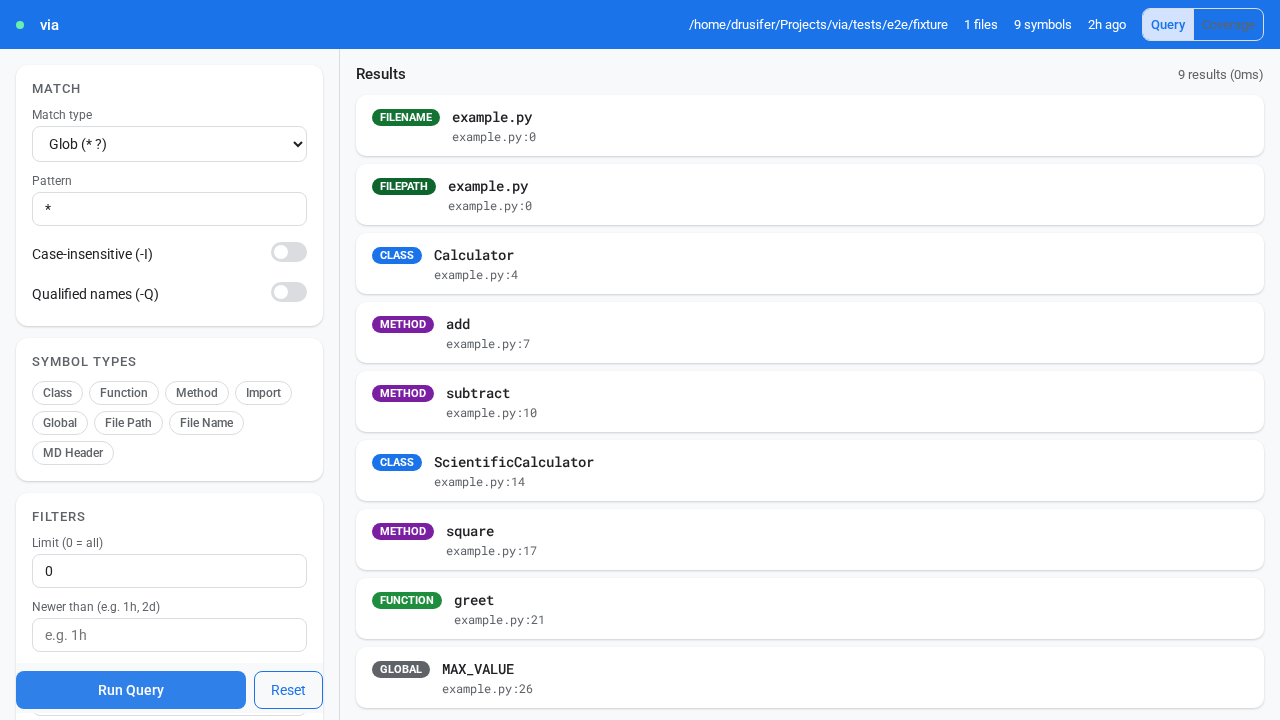 via
/home/drusifer/Projects/via/tests/e2e/fixture 1 files 9 symbols 2h ago Query Coverage
MATCH
Match type
Glob (* ?)
Pattern
*
Case-insensitive (-I)
Qualified names (-Q)
SYMBOL TYPES
Class Function Method Import
Global File Path File Name
MD Header
FILTERS
Limit (0 = all)
0
Newer than (e.g. 1h, 2d)
e.g. 1h
Run Query Reset
Results 9 results (0ms)
FILENAME example.py
example.py:0
FILEPATH example.py
example.py:0
CLASS Calculator
example.py:4
METHOD add
example.py:7
METHOD subtract
example.py:10
CLASS ScientificCalculator
example.py:14
METHOD square
example.py:17
FUNCTION greet
example.py:21
GLOBAL MAX_VALUE
example.py:26